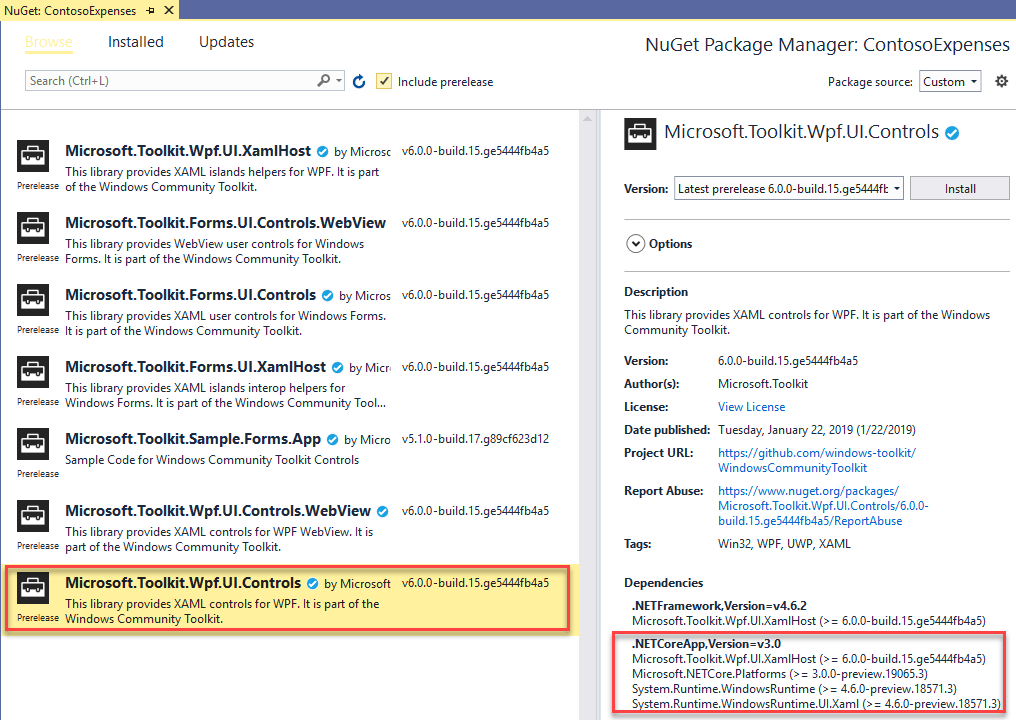 NuGet: ContosoExpenses
Browse Installed Updates
NuGet Package Manager: ContosoExpenses
Search (Ctrl+L)
Include prerelease
Package source: Custom
Microsoft.Toolkit.Wpf.UI.XamlHost by Microsc v6.0.0-build.15.ge5444fb4a5
This library provides XAML islands helpers for WPF. It is part
of the Windows Community Toolkit.
Prerelease
Microsoft.Toolkit.Forms.UI.Controls.WebView v6.0.0-build.15.ge5444fb4a5
This library provides WebView user controls for Windows
Forms. It is part of the Windows Community Toolkit.
Prerelease
Microsoft.Toolkit.Forms.UI.Controls by Micros v6.0.0-build.15.ge5444fb4a5
This library provides XAML user controls for Windows Forms.
It is part of the Windows Community Toolkit.
Prerelease
Microsoft.Toolkit.Forms.UI.XamlHost by Micr v6.0.0-build.15.ge5444fb4a5
This library provides XAML islands interop helpers for
Windows Forms. It is part of the Windows Community Tool...
Prerelease
Microsoft.Toolkit.Sample.Forms.App by Micro v5.1.0-build.17.g89cf623d12
Sample Code for Windows Community Toolkit Controls
Prerelease
Microsoft.Toolkit.Wpf.UI.Controls.WebView v6.0.0-build.15.ge5444fb4a5
This library provides XAML controls for WPF WebView. It is
part of the Windows Community Toolkit.
Prerelease
Microsoft.Toolkit.Wpf.UI.Controls by Microsoft v6.0.0-build.15.ge5444fb4a5
This library provides XAML controls for WPF. It is part of the
Windows Community Toolkit.
Prerelease
Microsoft.Toolkit.Wpf.UI.Controls
Version: Latest prerelease 6.0.0-build.15.ge5444ft Install
Options
Description
This library provides XAML controls for WPF. It is part of the Windows
Community Toolkit.
Version: 6.0.0-build.15.ge5444fb4a5
Author(s): Microsoft.Toolkit
License: View License
Date published: Tuesday, January 22, 2019 (1/22/2019)
Project URL: https://github.com/windows-toolkit/
WindowsCommunityToolkit
Report Abuse: https://www.nuget.org/packages/
Microsoft.Toolkit.Wpf.UI.Controls/6.0.0-
build.15.ge5444fb4a5/ReportAbuse
Tags: Win32, WPF, UWP, XAML
Dependencies
.NETFramework,Version=v4.6.2
Microsoft.Toolkit.Wpf.UI.XamlHost (>= 6.0.0-build.15.ge5444fb4a5)
.NETCoreApp,Version=v3.0
Microsoft.Toolkit.Wpf.UI.XamlHost (>= 6.0.0-build.15.ge5444fb4a5)
Microsoft.NETCore.Platforms (>= 3.0.0-preview.19065.3)
System.Runtime.WindowsRuntime (>= 4.6.0-preview.18571.3)
System.Runtime.WindowsRuntime.UI.Xaml (>= 4.6.0-preview.18571.3)